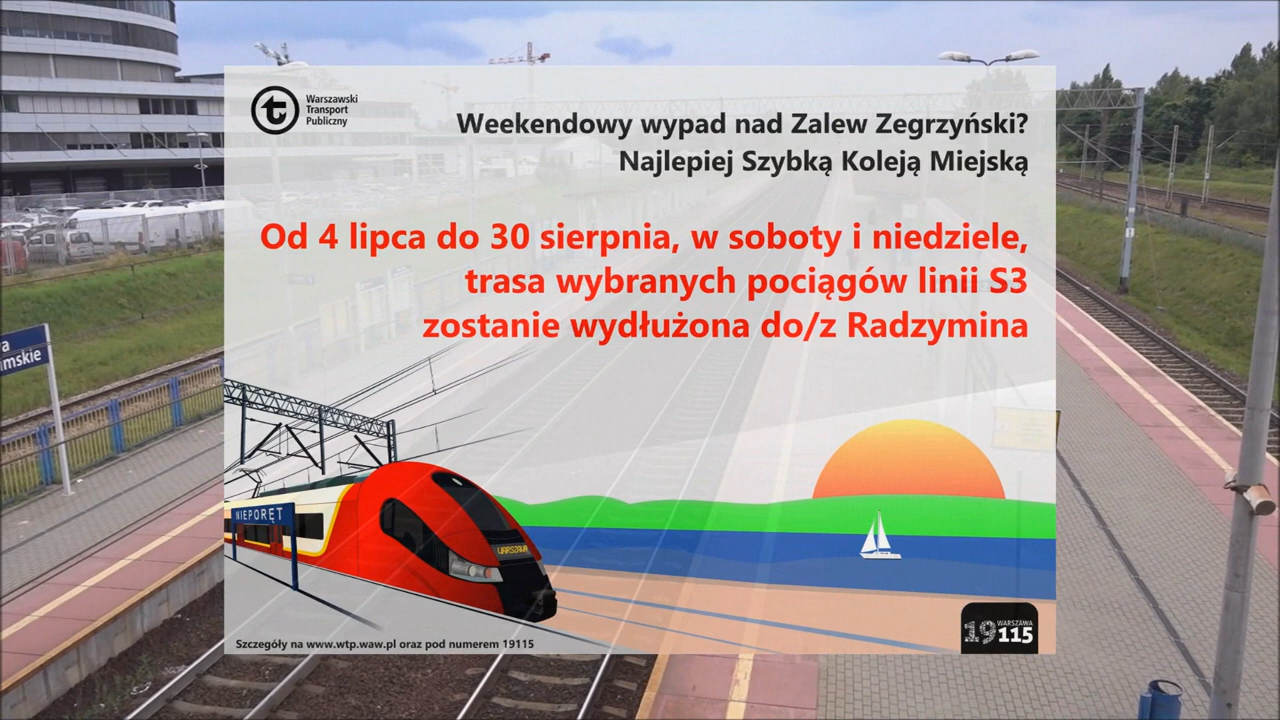 Warszawski
Transport
Publiczny
Weekendowy wypad nad Zalew Zegrzyński?
Najlepiej Szybką Koleją Miejską
Od 4 lipca do 30 sierpnia, w soboty i niedziele,
trasa wybranych pociągów linii S3
zostanie wydłużona do/z Radzymina
a
imskie
NIEPORĘT
WARSZAWA
Szczegóły na www.wtp.waw.pl oraz pod numerem 19115
WARSZAWA
19115